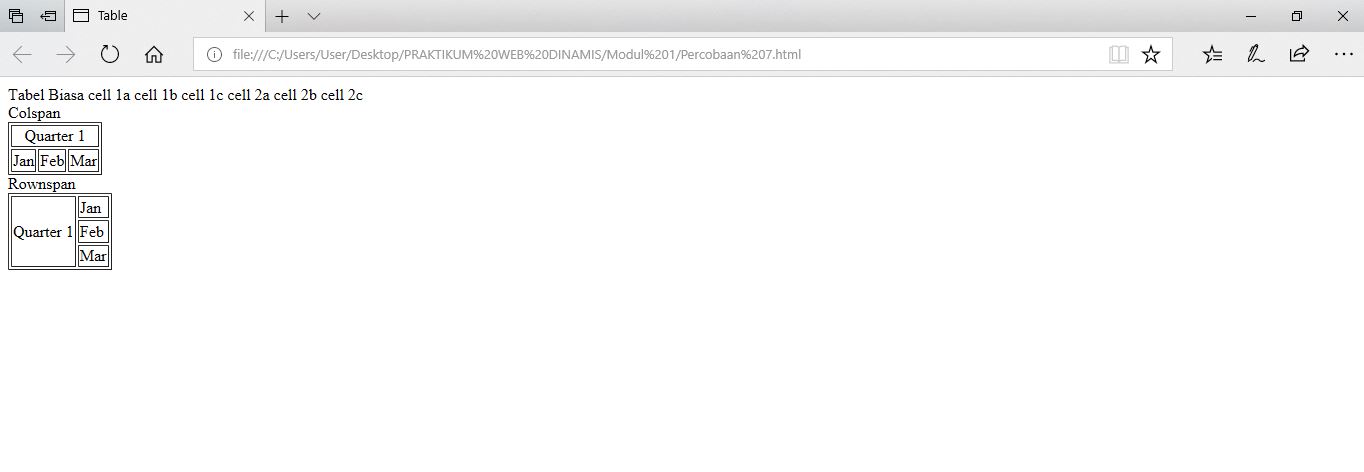 Table
file:///C:/Users/User/Desktop/PRAKTIKUM%20WEB%20DINAMIS/Modul%201/Percobaan%207.html
Tabel Biasa cell 1a cell 1b cell 1c cell 2a cell 2b cell 2c
Colspan
Quarter 1
Jan Feb Mar
Rownspan
Quarter 1
Jan
Feb
Mar